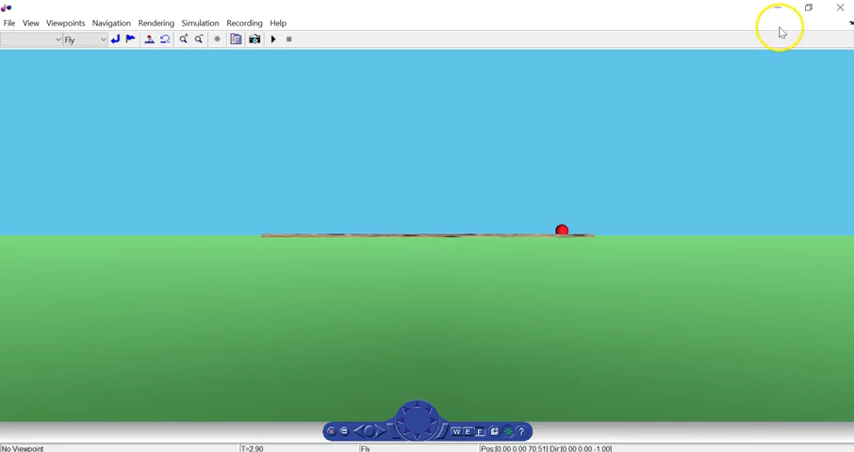 File View Viewpoints Navigation Rendering Simulation Recording Help
Fly
W E F ?
No Viewpoint T=2.90 Fly Pos:[0.00 0.00 70.51] Dir:[0.00 0.00 -1.00]